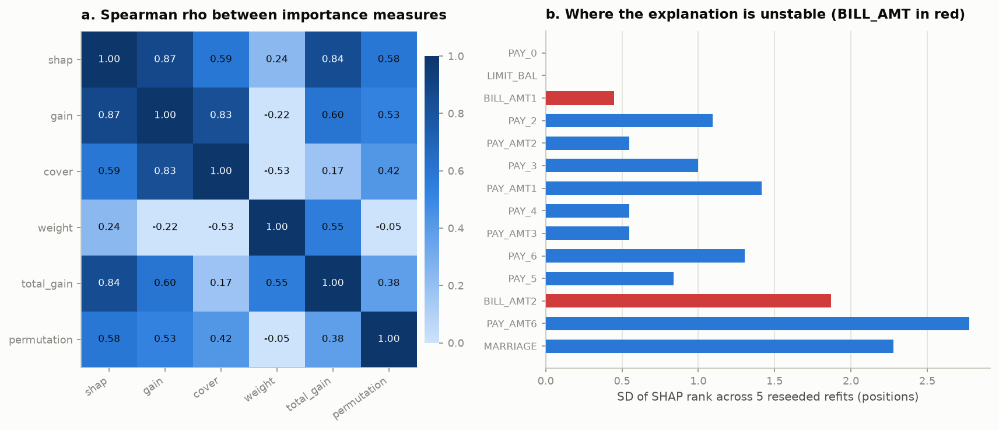 a. Spearman rho between importance measures
shap 1.00 0.87 0.59 0.24 0.84 0.58
gain 0.87 1.00 0.83 -0.22 0.60 0.53
cover 0.59 0.83 1.00 -0.53 0.17 0.42
weight 0.24 -0.22 -0.53 1.00 0.55 -0.05
total_gain 0.84 0.60 0.17 0.55 1.00 0.38
permutation 0.58 0.53 0.42 -0.05 0.38 1.00
shap gain cover weight total_gain permutation
1.0
0.8
0.6
0.4
0.2
0.0
b. Where the explanation is unstable (BILL_AMT in red)
PAY_0
LIMIT_BAL
BILL_AMT1
PAY_2
PAY_AMT2
PAY_3
PAY_AMT1
PAY_4
PAY_AMT3
PAY_6
PAY_5
BILL_AMT2
PAY_AMT6
MARRIAGE
0.0 0.5 1.0 1.5 2.0 2.5
SD of SHAP rank across 5 reseeded refits (positions)